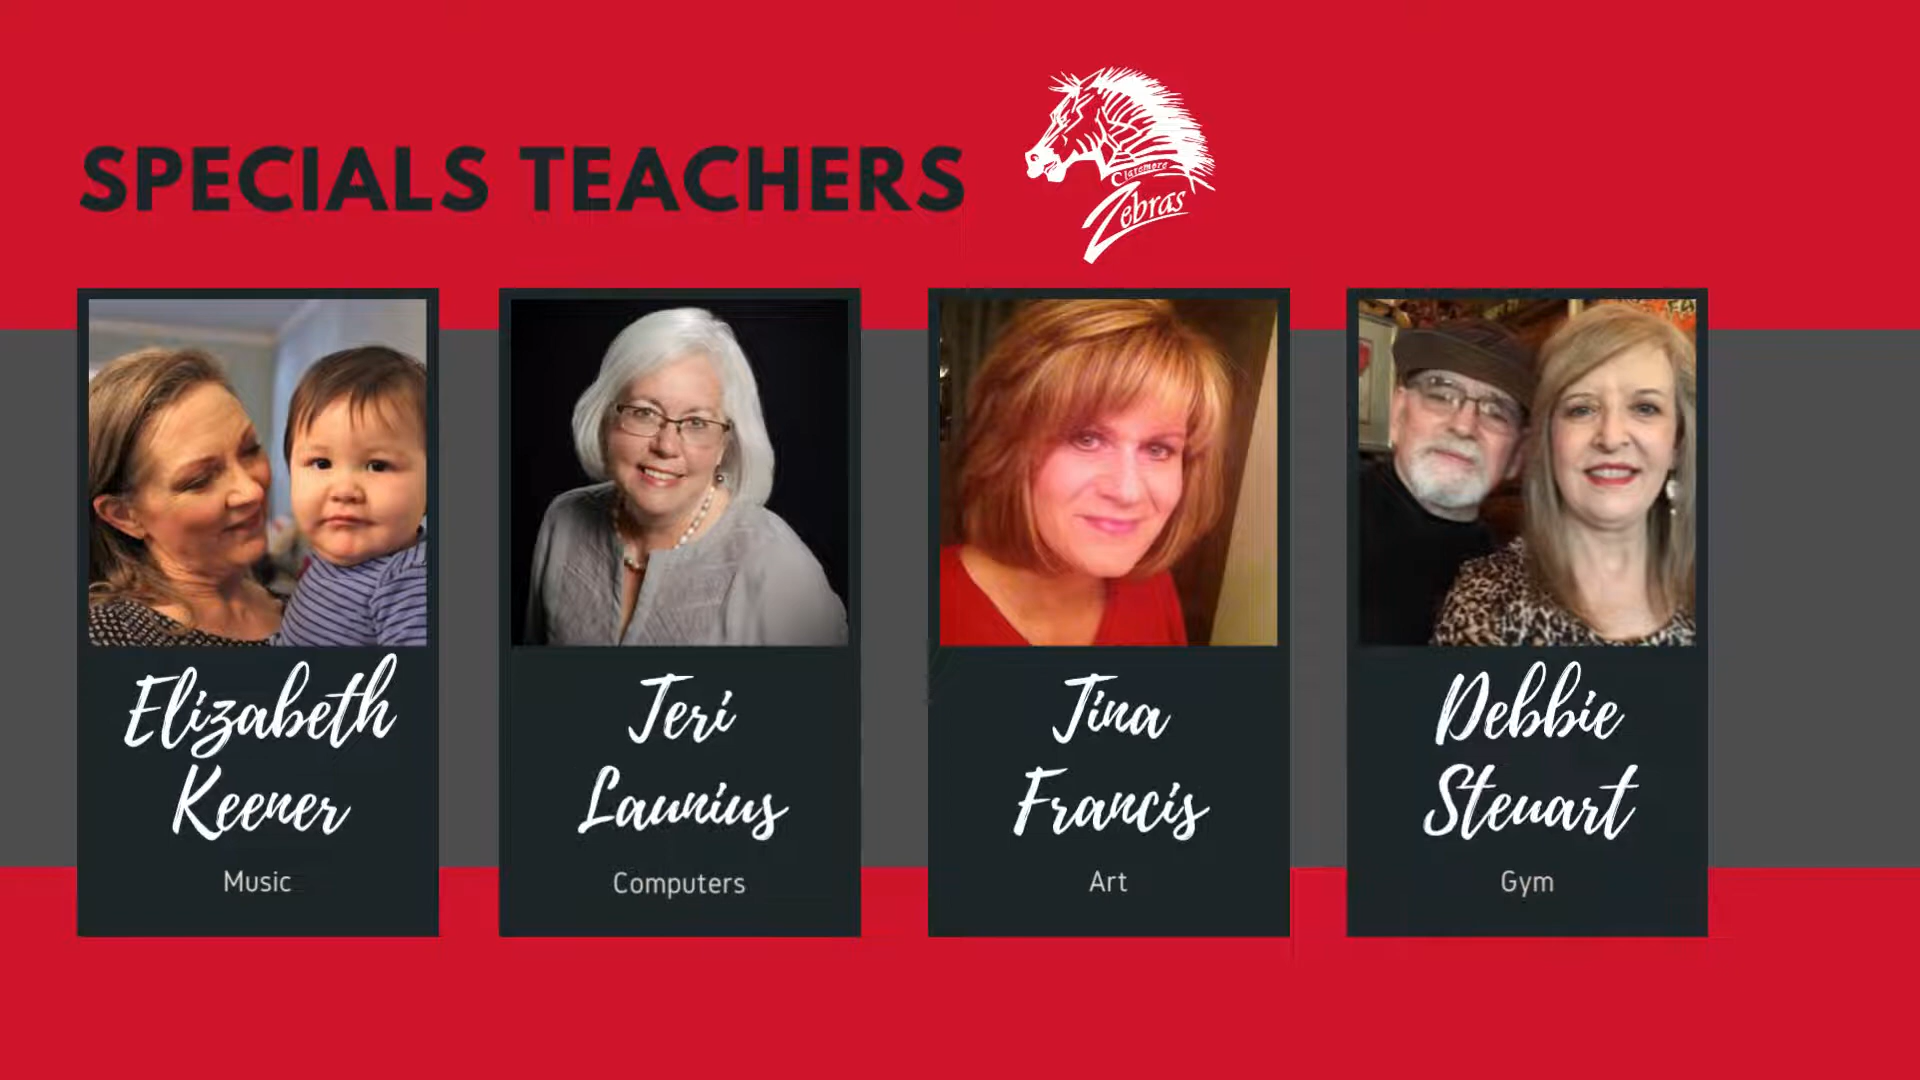 SPECIALS TEACHERS
Claremore
Zebras
Elizabeth
Keener
Music
Teri
Launius
Computers
Tina
Francis
Art
Debbie
Steuart
Gym